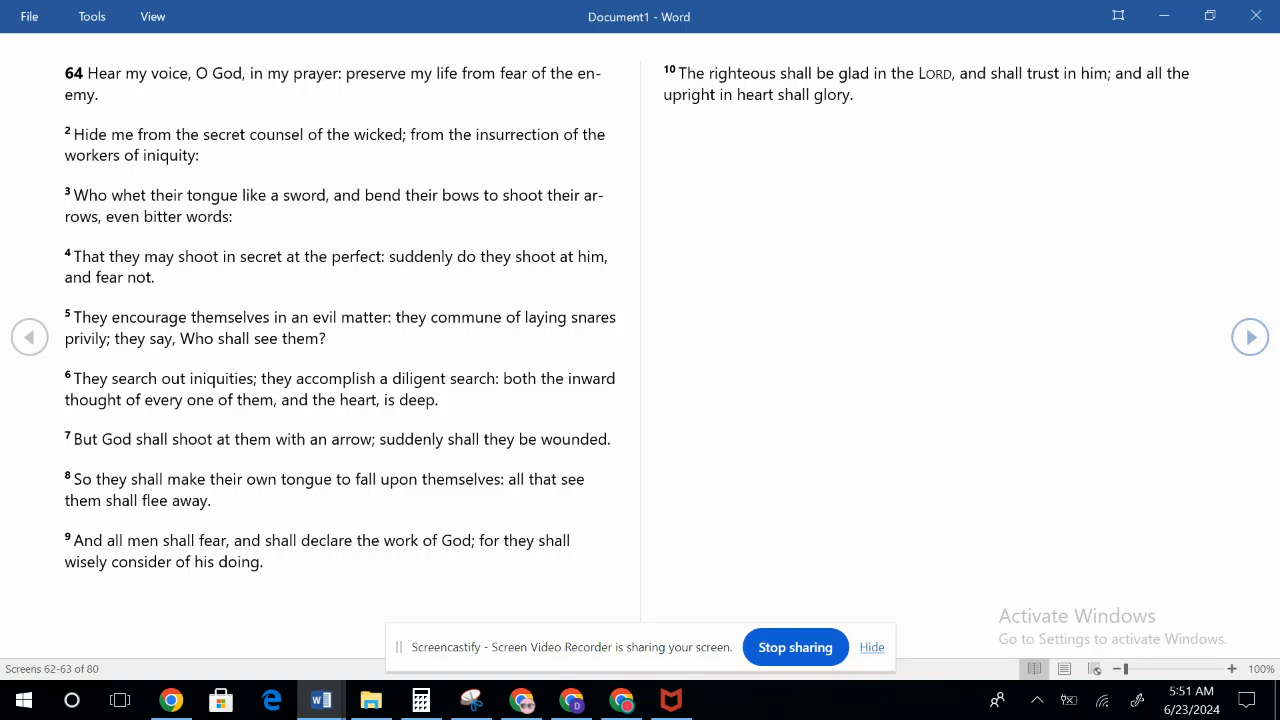 File Tools View Document1 - Word
64 Hear my voice, O God, in my prayer: preserve my life from fear of the en-
emy.
2 Hide me from the secret counsel of the wicked; from the insurrection of the
workers of iniquity:
3 Who whet their tongue like a sword, and bend their bows to shoot their ar-
rows, even bitter words:
4 That they may shoot in secret at the perfect: suddenly do they shoot at him,
and fear not.
5 They encourage themselves in an evil matter: they commune of laying snares
privily; they say, Who shall see them?
6 They search out iniquities; they accomplish a diligent search: both the inward
thought of every one of them, and the heart, is deep.
7 But God shall shoot at them with an arrow; suddenly shall they be wounded.
8 So they shall make their own tongue to fall upon themselves: all that see
them shall flee away.
9 And all men shall fear, and shall declare the work of God; for they shall
wisely consider of his doing.
10 The righteous shall be glad in the LORD, and shall trust in him; and all the
upright in heart shall glory.
Activate Windows
Go to Settings to activate Windows.
Screencastify - Screen Video Recorder is sharing your screen. Stop sharing Hide
Screens 62-63 of 80
100%
5:51 AM
6/23/2024